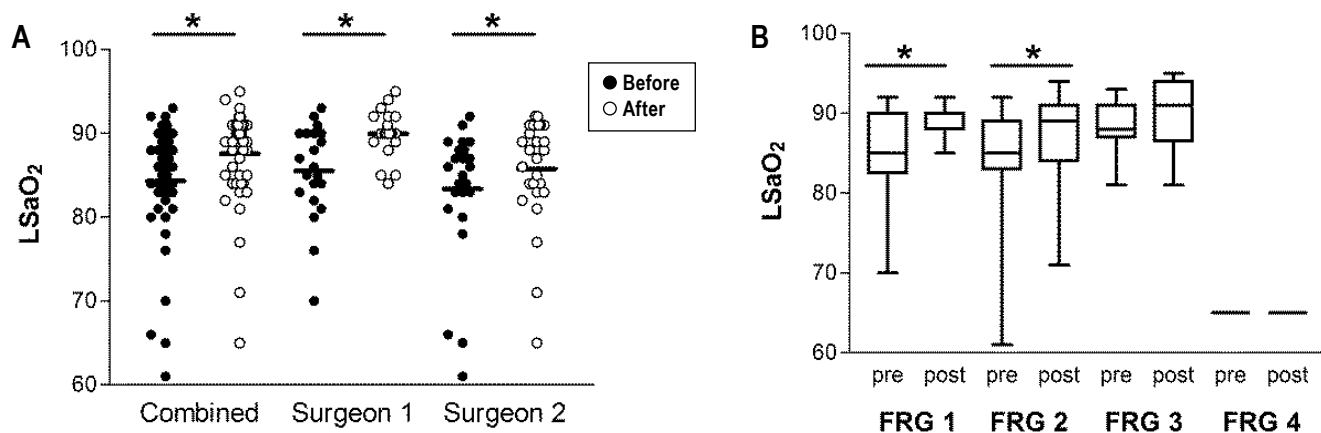 A
* * *
100
90
80
70
60
LSaO2
Before
After
Combined Surgeon 1 Surgeon 2
B
* *
100
90
80
70
60
LSaO2
pre post pre post pre post pre post
FRG 1 FRG 2 FRG 3 FRG 4